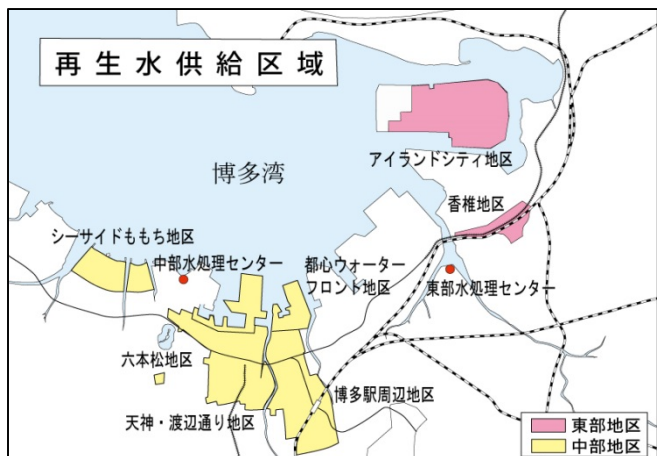 再生水供給区域
アイランドシティ地区
博多湾
香椎地区
シーサイドももち地区
中部水処理センター
都心ウォーター
フロント地区
東部水処理センター
六本松地区
博多駅周辺地区
天神・渡辺通り地区
東部地区
中部地区